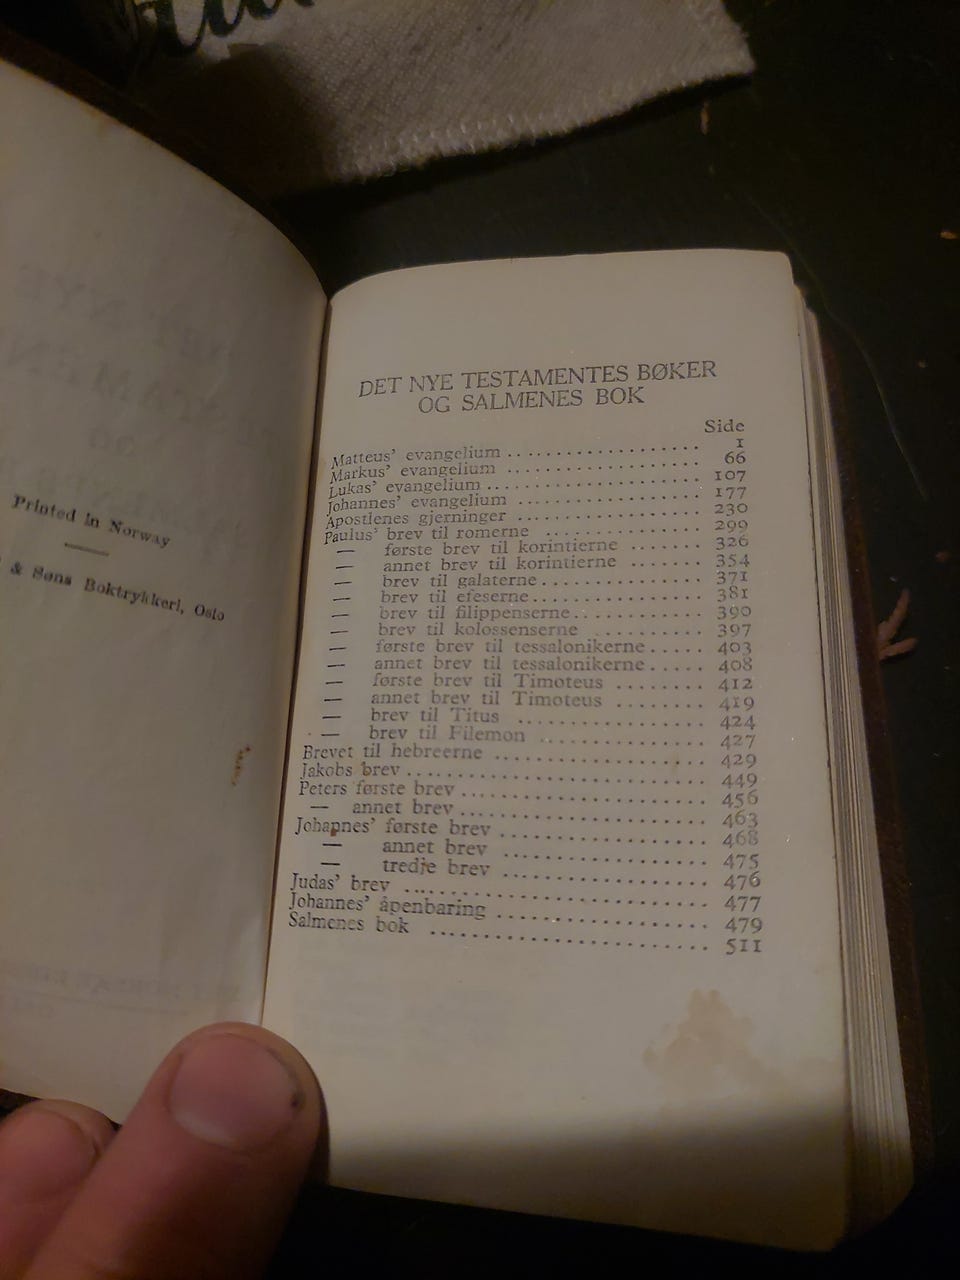 Printed in Norway
& Søns Boktrykkeri, Oslo
DET NYE TESTAMENTES BØKER
OG SALMENES BOK
Side
Matteus' evangelium .................... 1
Markus' evangelium .................... 66
Lukas' evangelium .................... 107
Johannes' evangelium .................... 177
Apostlenes gjerninger .................... 230
Paulus' brev til romerne .................... 299
— første brev til korintierne ....... 326
— annet brev til korintierne ....... 354
— brev til galaterne ................ 371
— brev til efeserne ................ 381
— brev til filippenserne ............ 390
— brev til kolossenserne .......... 397
— første brev til tessalonikerne ..... 403
— annet brev til tessalonikerne ..... 408
— første brev til Timoteus ........ 412
— annet brev til Timoteus ........ 419
— brev til Titus ................ 424
— brev til Filemon ................ 427
Brevet til hebreerne .................... 429
Jakobs brev .................... 449
Peters første brev .................... 456
— annet brev .................... 463
Johannes' første brev .................... 468
— annet brev .................... 475
— tredje brev .................... 476
Judas' brev .................... 477
Johannes' åpenbaring .................... 479
Salmenes bok .................... 511